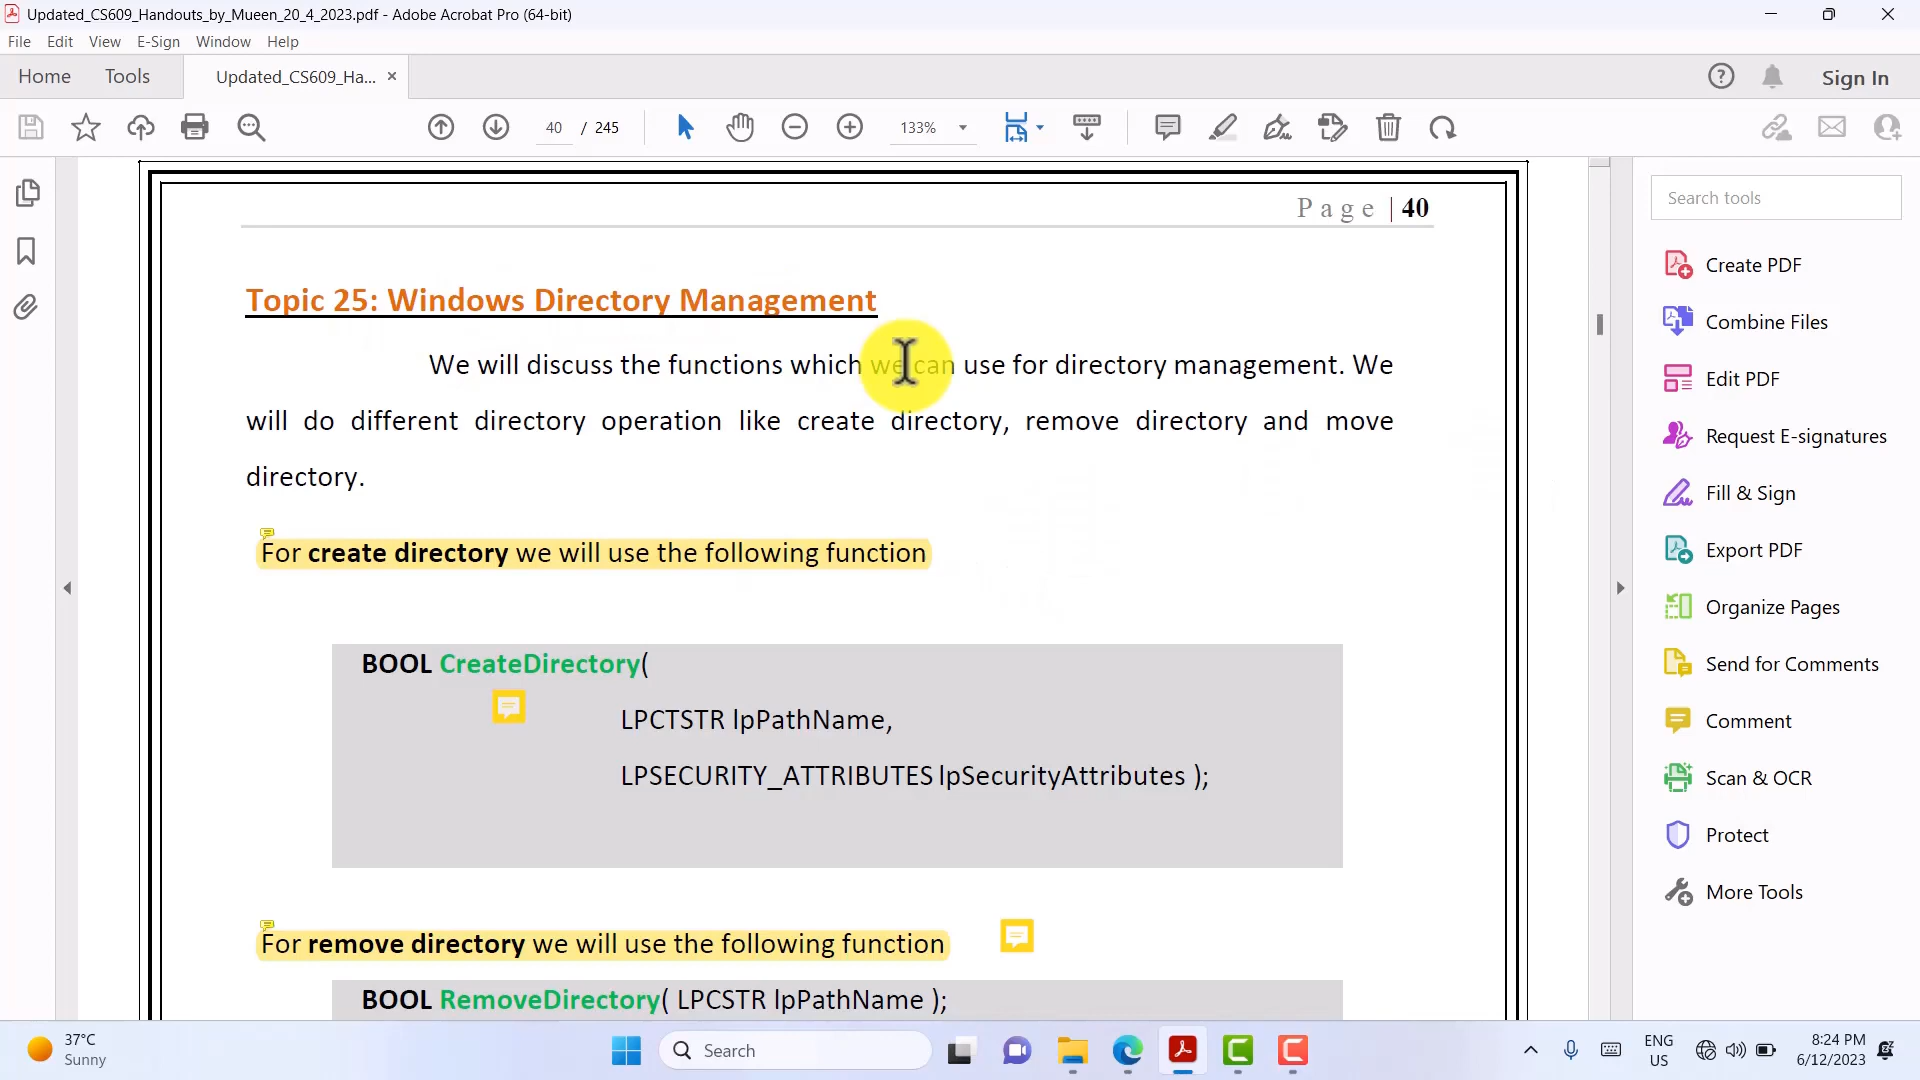 Updated_CS609_Handouts_by_Mueen_20_4_2023.pdf - Adobe Acrobat Pro (64-bit)
File Edit View E-Sign Window Help
Home Tools Updated_CS609_Ha... × Sign In
40 / 245 133%
Page | 40
Search tools
Topic 25: Windows Directory Management
We will discuss the functions which we can use for directory management. We
will do different directory operation like create directory, remove directory and move
directory.
For create directory we will use the following function
BOOL CreateDirectory(
LPCTSTR lpPathName,
LPSECURITY_ATTRIBUTES lpSecurityAttributes );
For remove directory we will use the following function
BOOL RemoveDirectory( LPCSTR lpPathName );
Create PDF
Combine Files
Edit PDF
Request E-signatures
Fill & Sign
Export PDF
Organize Pages
Send for Comments
Comment
Scan & OCR
Protect
More Tools
37°C
Sunny
Search
ENG
US
8:24 PM
6/12/2023